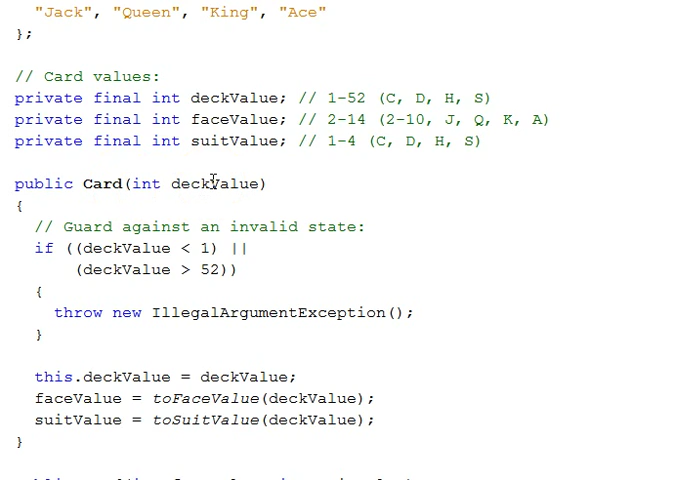 "Jack", "Queen", "King", "Ace"
};
// Card values:
private final int deckValue; // 1-52 (C, D, H, S)
private final int faceValue; // 2-14 (2-10, J, Q, K, A)
private final int suitValue; // 1-4 (C, D, H, S)
public Card(int deckValue)
{
// Guard against an invalid state:
if ((deckValue < 1) ||
(deckValue > 52))
{
throw new IllegalArgumentException();
}
this.deckValue = deckValue;
faceValue = toFaceValue(deckValue);
suitValue = toSuitValue(deckValue);
}